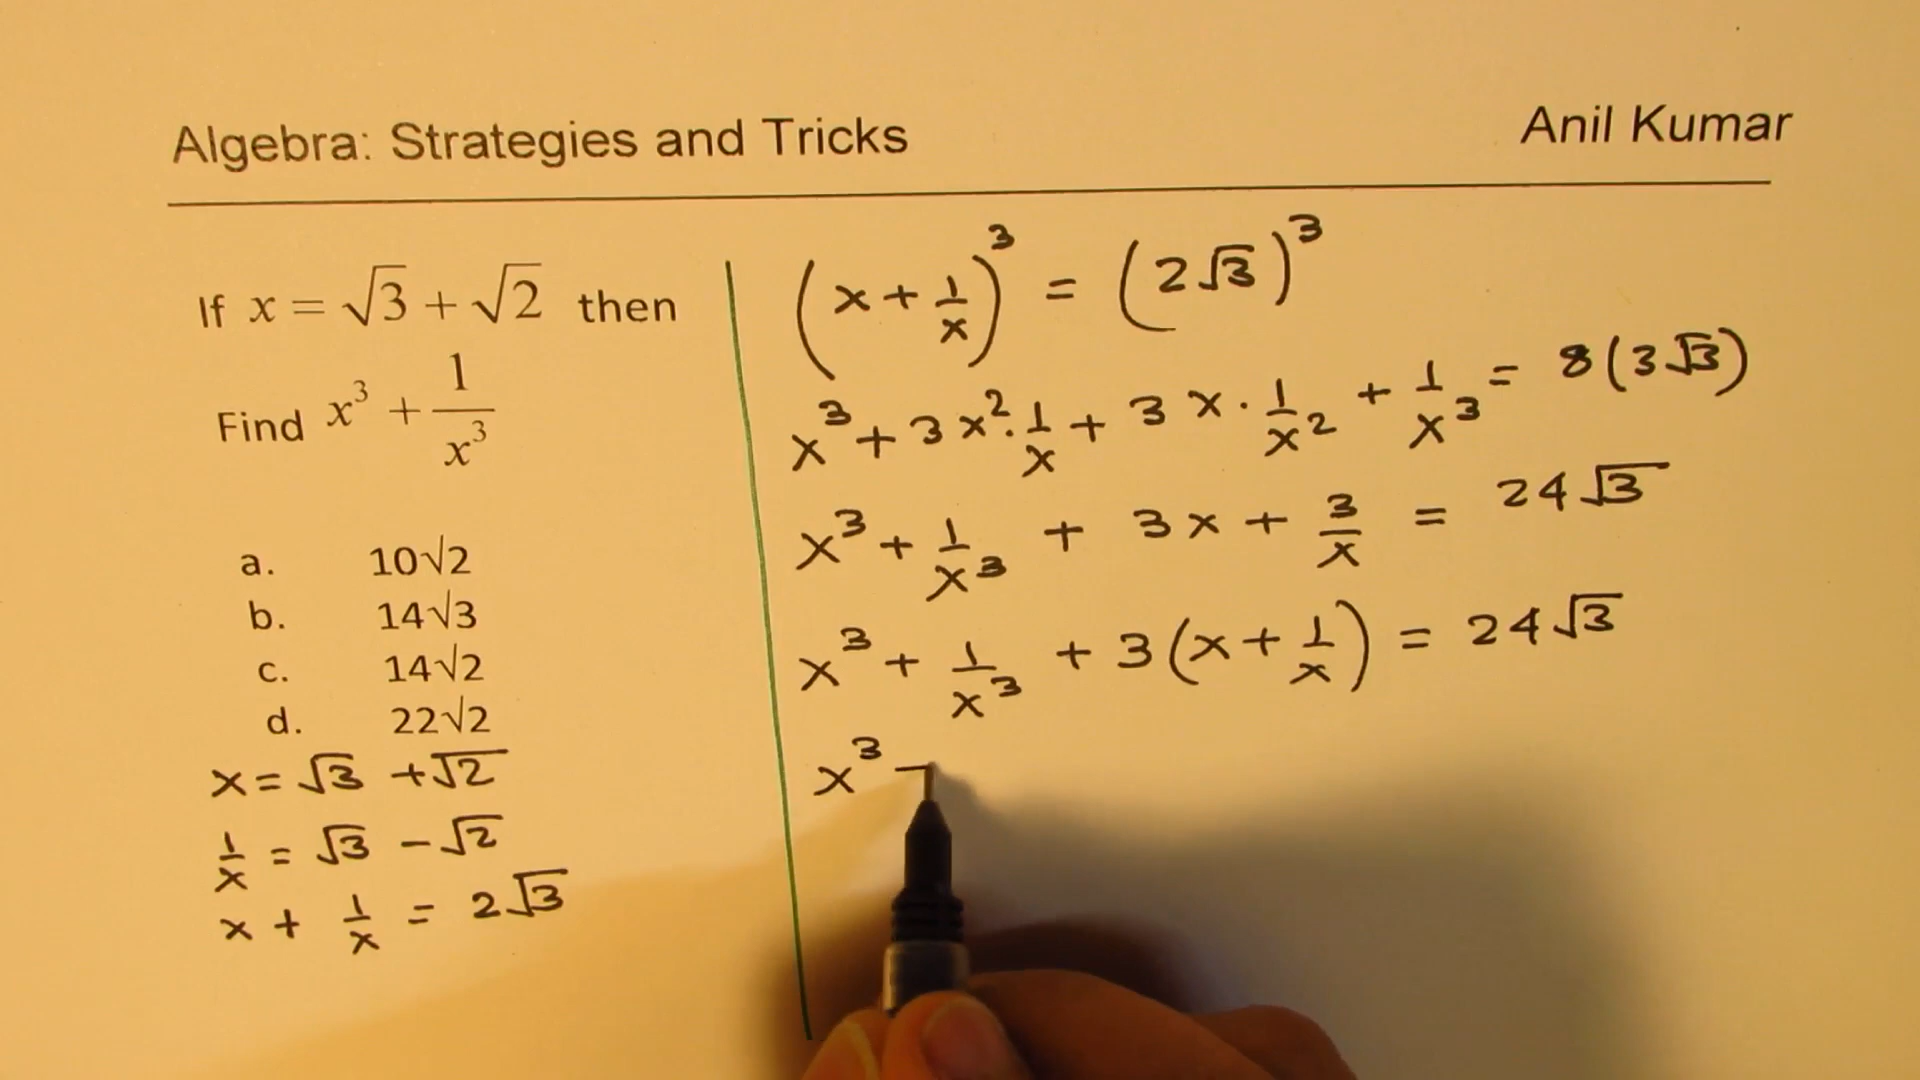 Algebra: Strategies and Tricks
Anil Kumar
If x = √3 + √2 then
Find x³ + 1/x³
a. 10√2
b. 14√3
c. 14√2
d. 22√2
x = √3 + √2
1/x = √3 − √2
x + 1/x = 2√3
(x + 1/x)³ = (2√3)³
x³ + 3x² · 1/x + 3x · 1/x² + 1/x³ = 8(3√3)
x³ + 1/x³ + 3x + 3/x = 24√3
x³ + 1/x³ + 3(x + 1/x) = 24√3
x³ −